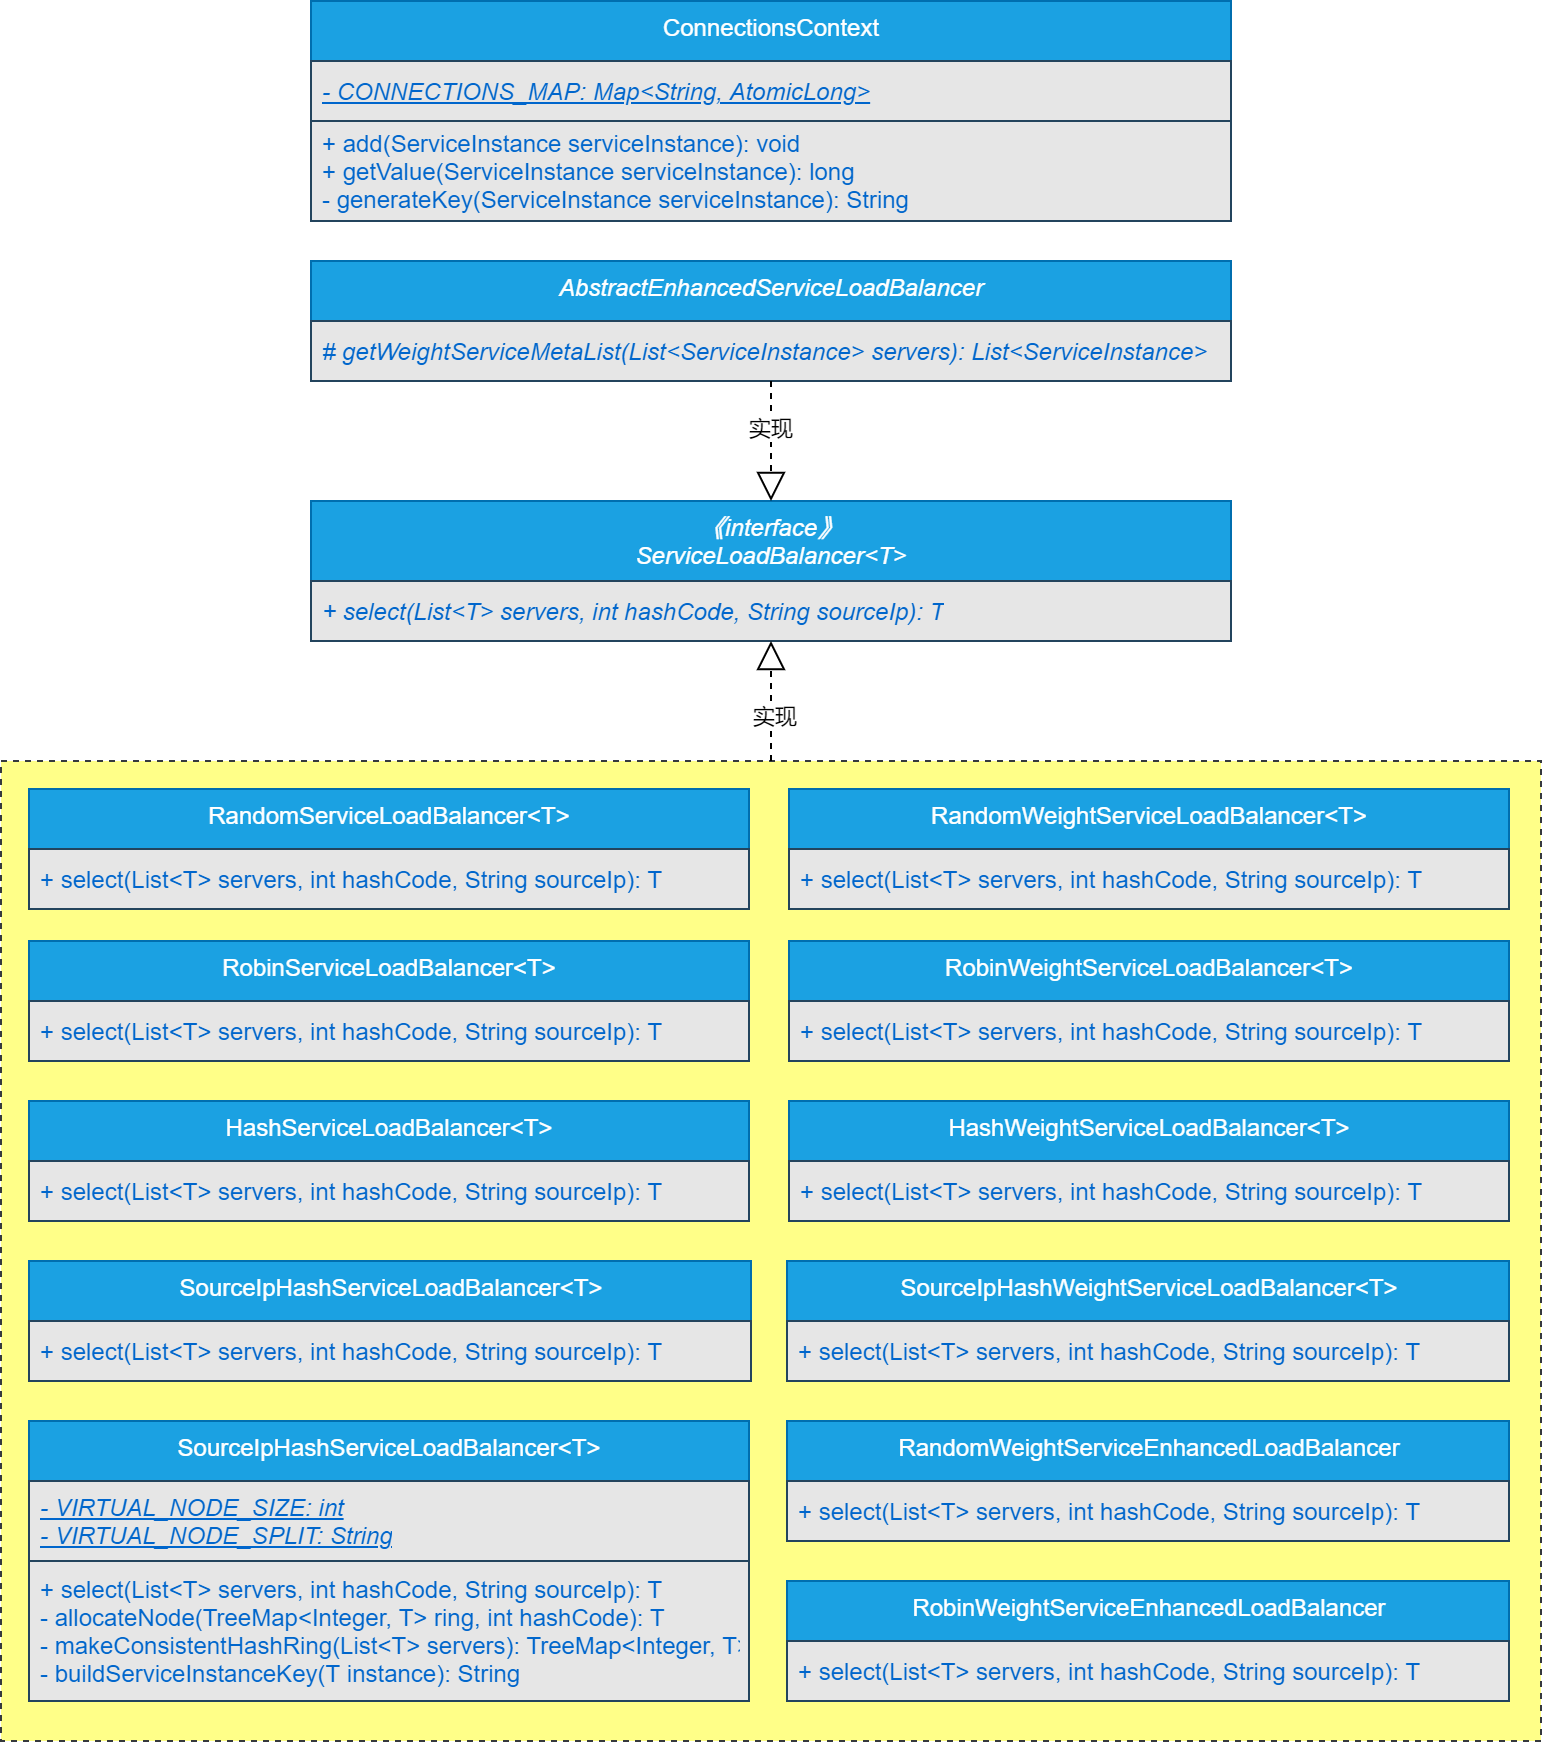 ConnectionsContext
- CONNECTIONS_MAP: Map<String, AtomicLong>
+ add(ServiceInstance serviceInstance): void
+ getValue(ServiceInstance serviceInstance): long
- generateKey(ServiceInstance serviceInstance): String
AbstractEnhancedServiceLoadBalancer
# getWeightServiceMetaList(List<ServiceInstance> servers): List<ServiceInstance>
实现
《interface》
ServiceLoadBalancer<T>
+ select(List<T> servers, int hashCode, String sourceIp): T
实现
RandomServiceLoadBalancer<T>
+ select(List<T> servers, int hashCode, String sourceIp): T
RandomWeightServiceLoadBalancer<T>
+ select(List<T> servers, int hashCode, String sourceIp): T
RobinServiceLoadBalancer<T>
+ select(List<T> servers, int hashCode, String sourceIp): T
RobinWeightServiceLoadBalancer<T>
+ select(List<T> servers, int hashCode, String sourceIp): T
HashServiceLoadBalancer<T>
+ select(List<T> servers, int hashCode, String sourceIp): T
HashWeightServiceLoadBalancer<T>
+ select(List<T> servers, int hashCode, String sourceIp): T
SourceIpHashServiceLoadBalancer<T>
+ select(List<T> servers, int hashCode, String sourceIp): T
SourceIpHashWeightServiceLoadBalancer<T>
+ select(List<T> servers, int hashCode, String sourceIp): T
SourceIpHashServiceLoadBalancer<T>
- VIRTUAL_NODE_SIZE: int
- VIRTUAL_NODE_SPLIT: String
+ select(List<T> servers, int hashCode, String sourceIp): T
- allocateNode(TreeMap<Integer, T> ring, int hashCode): T
- makeConsistentHashRing(List<T> servers): TreeMap<Integer, T>
- buildServiceInstanceKey(T instance): String
RandomWeightServiceEnhancedLoadBalancer
+ select(List<T> servers, int hashCode, String sourceIp): T
RobinWeightServiceEnhancedLoadBalancer
+ select(List<T> servers, int hashCode, String sourceIp): T